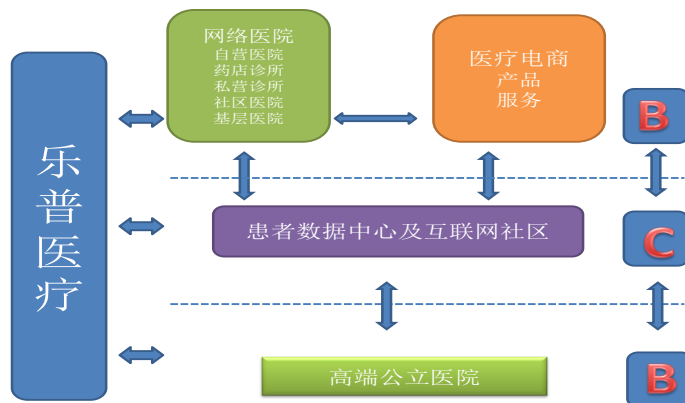 乐普医疗
网络医院
自营医院
药店诊所
私营诊所
社区医院
基层医院
医疗电商
产品
服务
B
患者数据中心及互联网社区
C
高端公立医院
B